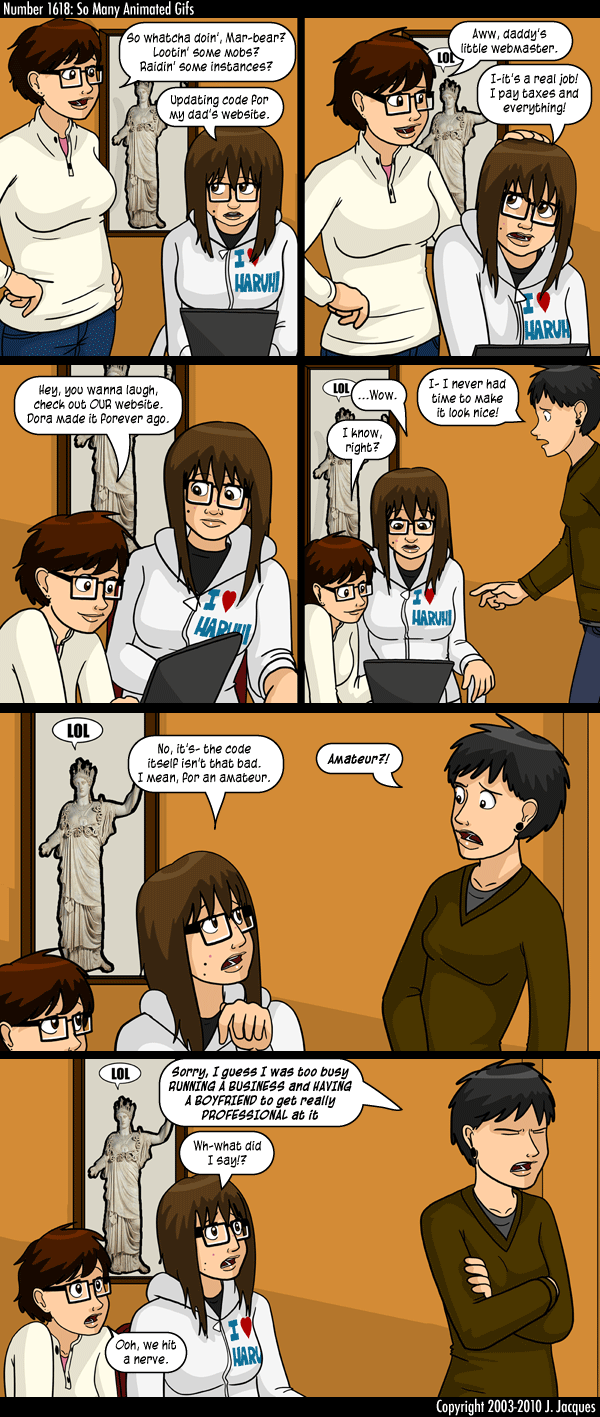 Number 1618: So Many Animated Gifs
So whatcha doin', Mar-bear?
Lootin' some mobs?
Raidin' some instances?
Updating code for
my dad's website.
I ♥
HARUHI
Aww, daddy's
little webmaster.
LOL
I-it's a real job!
I pay taxes and
everything!
I ♥
HARUH
Hey, you wanna laugh,
check out OUR website.
Dora made it forever ago.
I ♥
HARUHI
LOL
...Wow.
I- I never had
time to make
it look nice!
I know,
right?
I ♥
HARUHI
LOL
No, it's- the code
itself isn't that bad.
I mean, for an amateur.
Amateur?!
LOL
Sorry, I guess I was too busy
RUNNING A BUSINESS and HAVING
A BOYFRIEND to get really
PROFESSIONAL at it
Wh-what did
I say!?
Ooh, we hit
a nerve.
I ♥
HARU
Copyright 2003-2010 J. Jacques